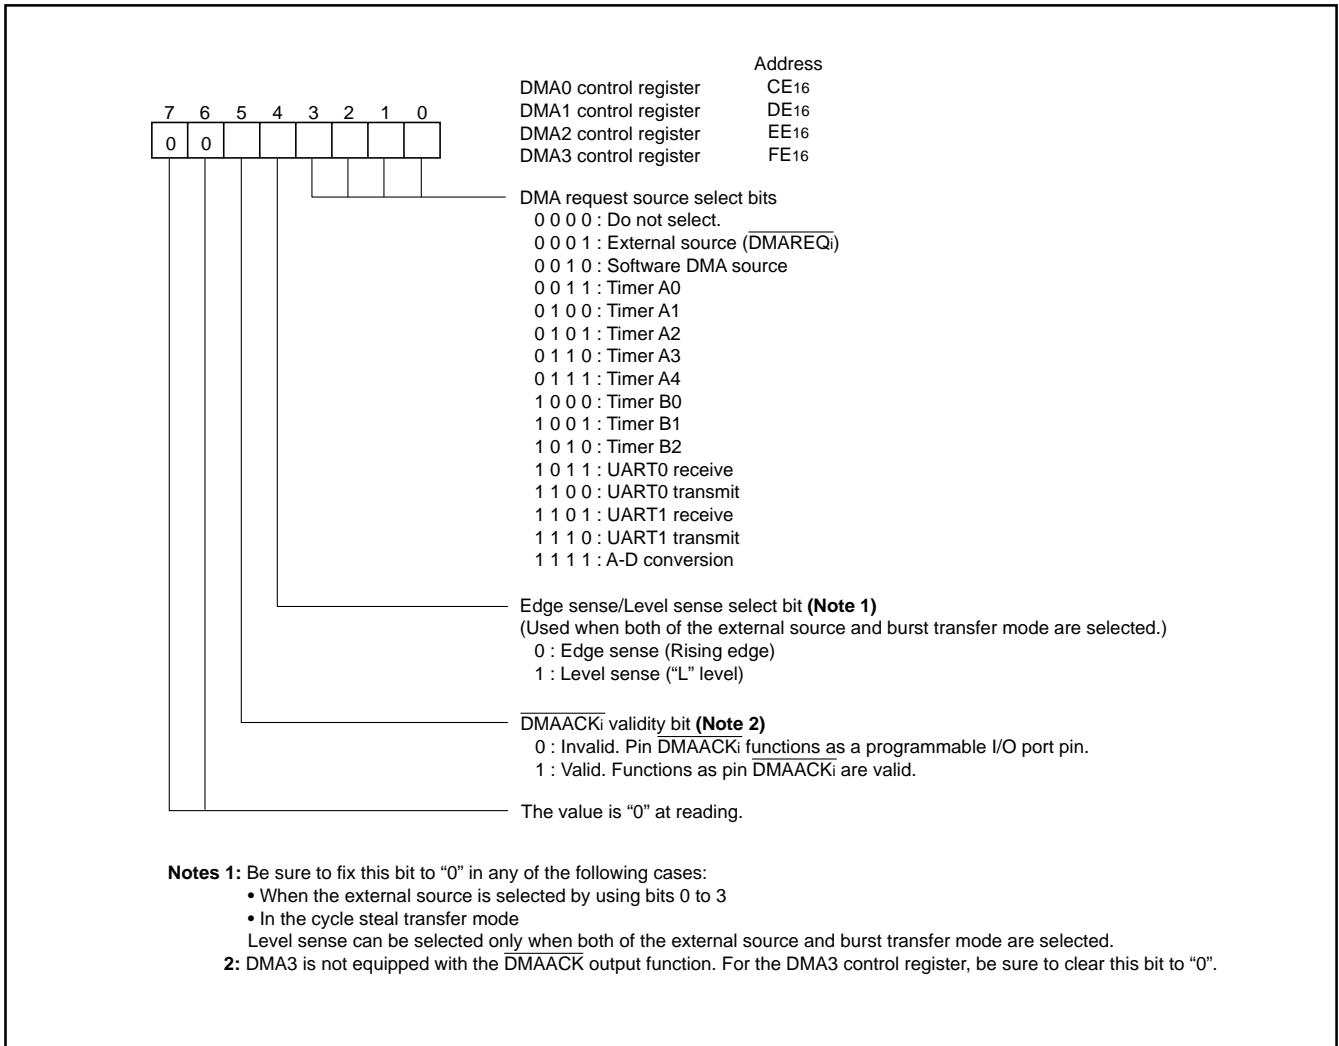 Address
DMA0 control register CE16
DMA1 control register DE16
DMA2 control register EE16
DMA3 control register FE16
7 6 5 4 3 2 1 0
0 0
DMA request source select bits
0 0 0 0 : Do not select.
0 0 0 1 : External source (DMAREQi)
0 0 1 0 : Software DMA source
0 0 1 1 : Timer A0
0 1 0 0 : Timer A1
0 1 0 1 : Timer A2
0 1 1 0 : Timer A3
0 1 1 1 : Timer A4
1 0 0 0 : Timer B0
1 0 0 1 : Timer B1
1 0 1 0 : Timer B2
1 0 1 1 : UART0 receive
1 1 0 0 : UART0 transmit
1 1 0 1 : UART1 receive
1 1 1 0 : UART1 transmit
1 1 1 1 : A-D conversion
Edge sense/Level sense select bit (Note 1)
(Used when both of the external source and burst transfer mode are selected.)
0 : Edge sense (Rising edge)
1 : Level sense (“L” level)
DMAACKi validity bit (Note 2)
0 : Invalid. Pin DMAACKi functions as a programmable I/O port pin.
1 : Valid. Functions as pin DMAACKi are valid.
The value is “0” at reading.
Notes 1: Be sure to fix this bit to “0” in any of the following cases:
• When the external source is selected by using bits 0 to 3
• In the cycle steal transfer mode
Level sense can be selected only when both of the external source and burst transfer mode are selected.
2: DMA3 is not equipped with the DMAACK output function. For the DMA3 control register, be sure to clear this bit to “0”.